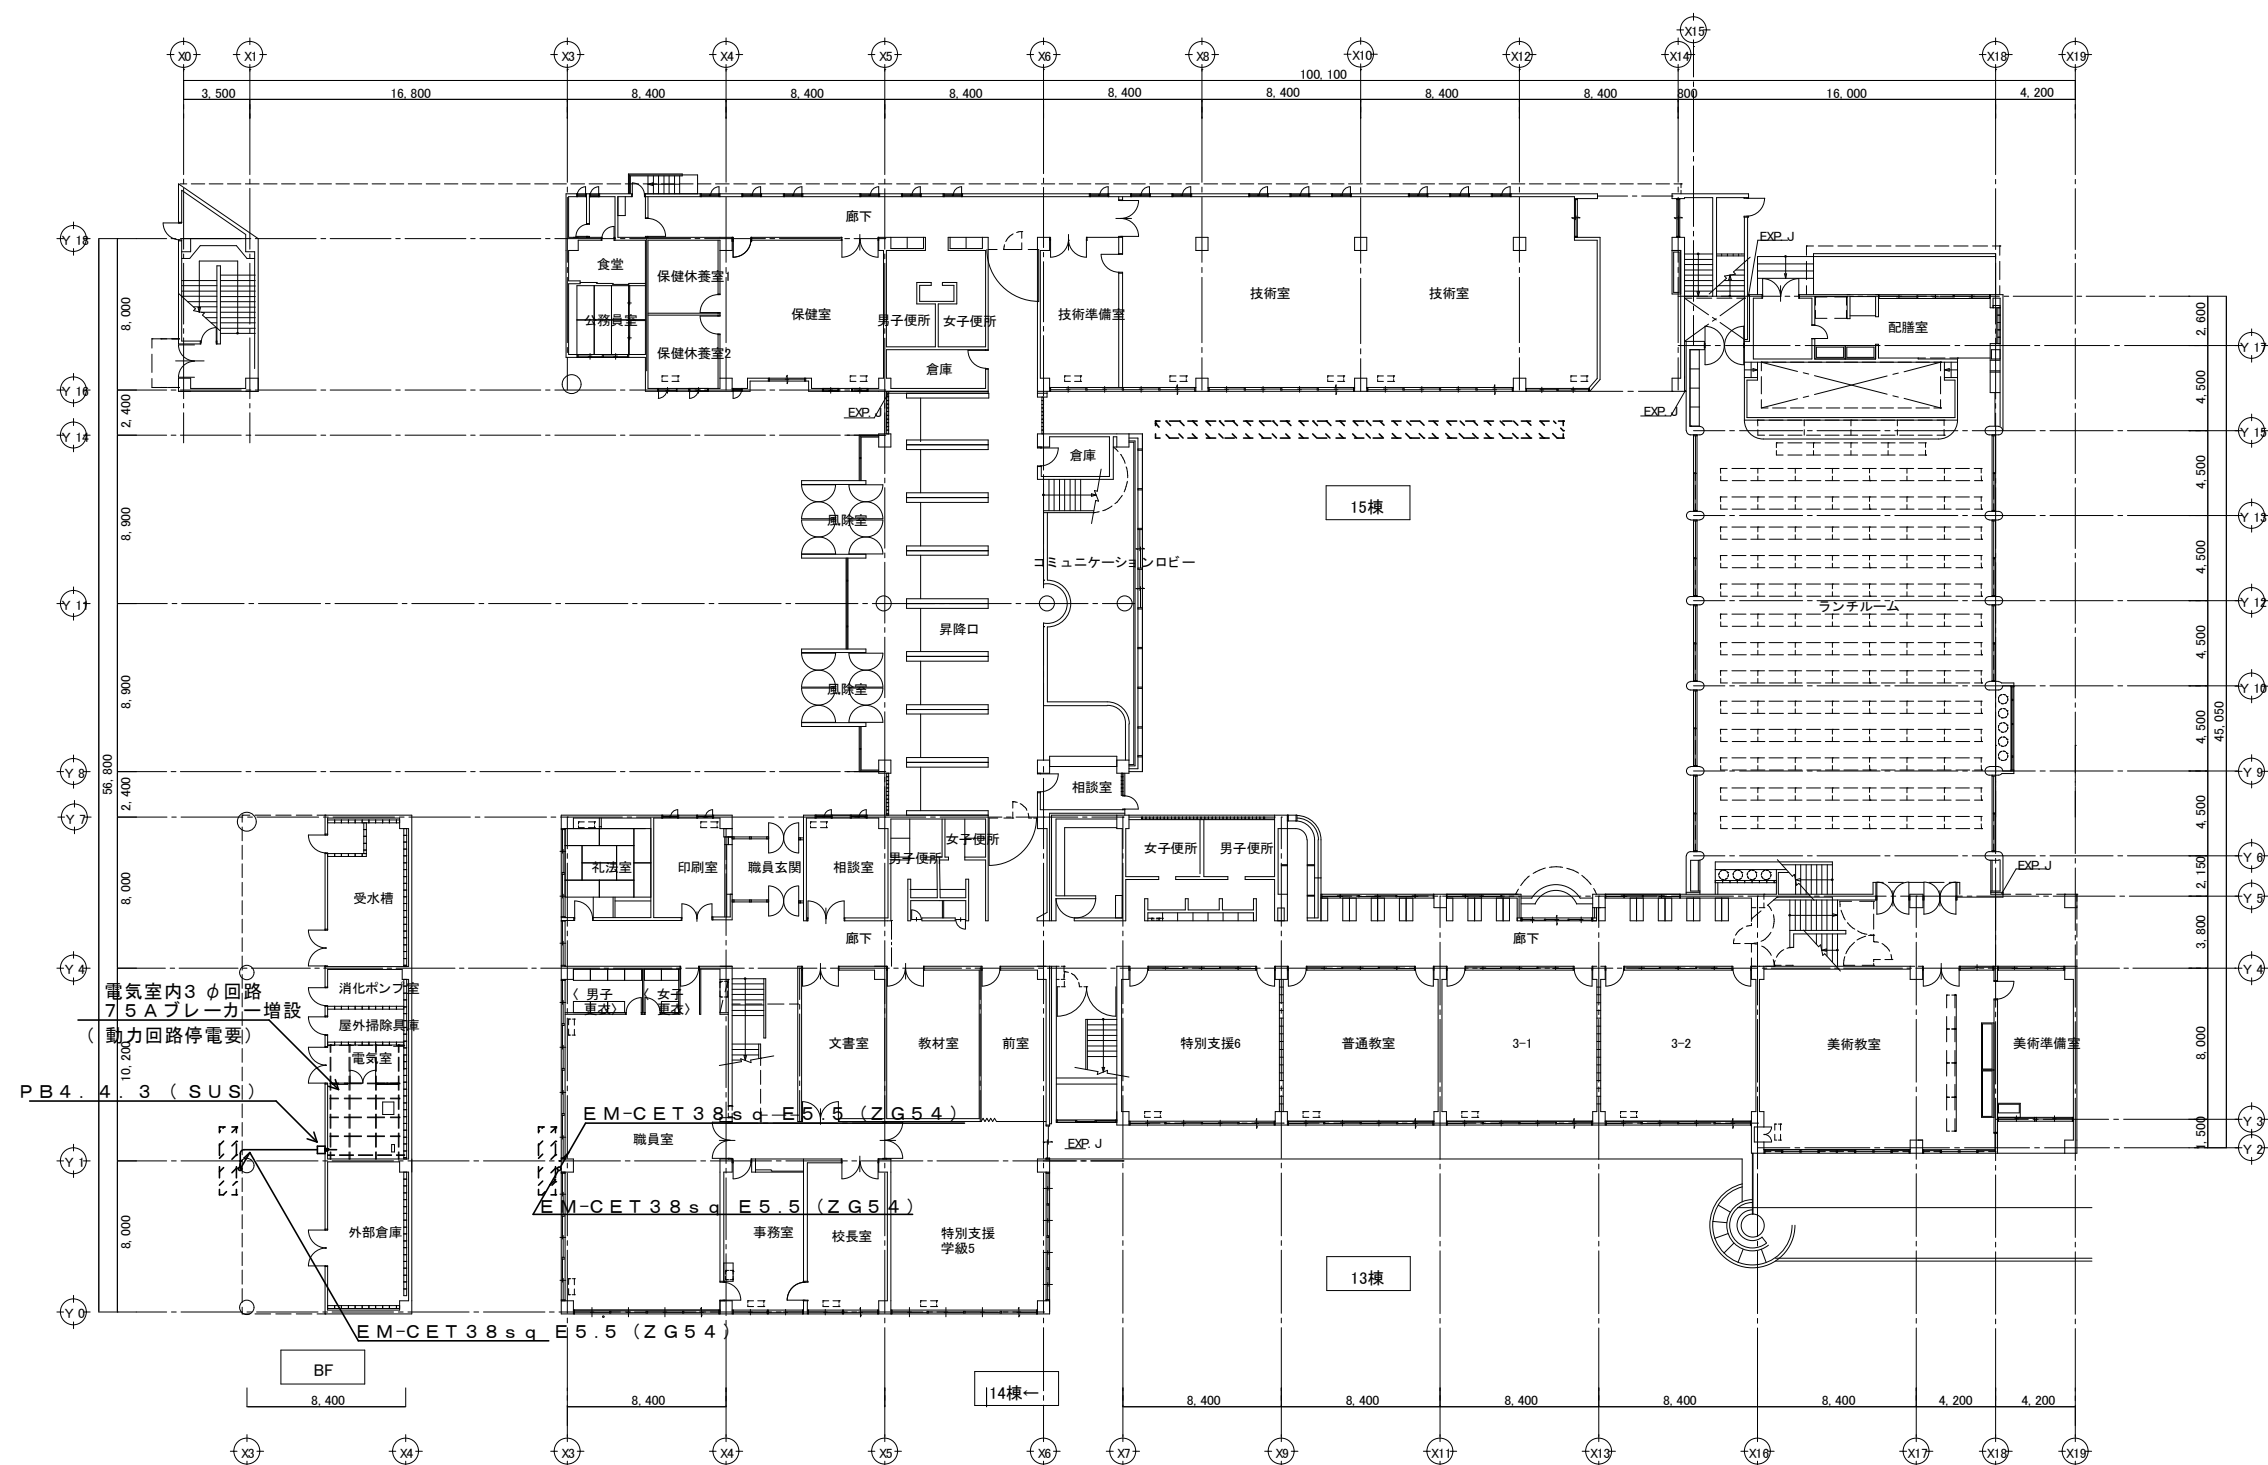 X15
X0 X1 X3 X4 X5 X6 X8 X10 X12 X14 X18 X19
100,100
3,500 16,800 8,400 8,400 8,400 8,400 8,400 8,400 8,400 800 16,000 4,200
廊下
Y18
EXP.J
食堂
保健休養室1
技術室
技術室
8,000
公務員室
保健室
男子便所
女子便所
技術準備室
2,600
配膳室
Y17
保健休養室2
倉庫
Y16
4,500
2,400
EXP.J
EXP.J
Y14
Y15
倉庫
4,500
15棟
8,900
風除室
Y13
コミュニケーションロビー
4,500
Y11
ランチルーム
Y12
昇降口
4,500
8,900
風除室
Y10
4,500
45,050
56,800
Y8
Y9
2,400
相談室
4,500
Y7
女子便所
女子便所
男子便所
Y6
礼法室
印刷室
職員玄関
相談室
男子便所
EXP.J
8,000
受水槽
2,150
Y5
廊下
廊下
3,800
Y4
Y4
消化ポンプ室
電気室内3φ回路
75Aブレーカー増設
(動力回路停電要)
屋外掃除具庫
〈男子
更衣〉
〈女子
更衣〉
電気室
10,200
文書室
教材室
前室
特別支援6
普通教室
3-1
3-2
美術教室
美術準備室
8,000
PB4.4.3(SUS)
EM-CET38sq E5.5(ZG54)
職員室
EXP.J
Y3
1,500
Y2
Y1
EM-CET38sq E5.5(ZG54)
8,000
外部倉庫
事務室
校長室
特別支援
学級5
13棟
Y0
EM-CET38sq E5.5(ZG54)
BF
14棟←
8,400 8,400 8,400 8,400 8,400 8,400 8,400 4,200 4,200
X3 X4 X3 X4 X5 X6 X7 X9 X11 X13 X16 X17 X18 X19